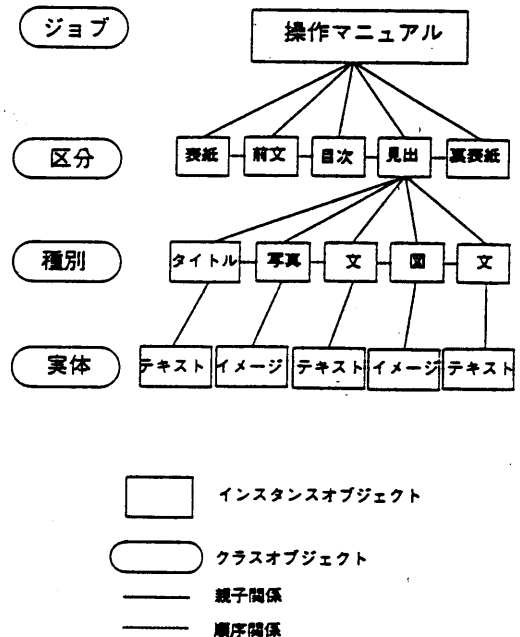 ジョブ 操作マニュアル
区分 表紙 前文 目次 見出 裏表紙
種別 タイトル 写真 文 図 文
実体 テキスト イメージ テキスト イメージ テキスト
インスタンスオブジェクト
クラスオブジェクト
親子関係
順序関係